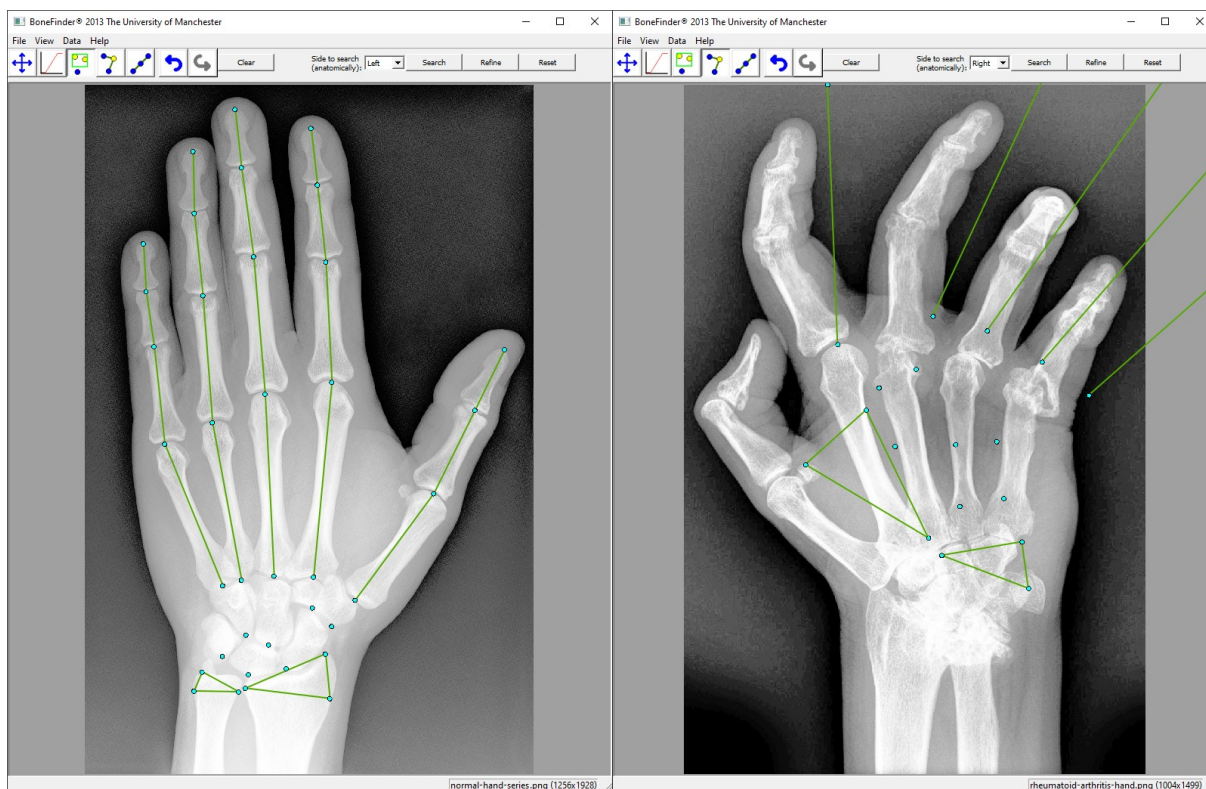 BoneFinder® 2013 The University of Manchester
File View Data Help
Clear
Side to search
(anatomically):
Left
Search
Refine
Reset
normal-hand-series.png (1256x1928)
BoneFinder® 2013 The University of Manchester
File View Data Help
Clear
Side to search
(anatomically):
Right
Search
Refine
Reset
rheumatoid-arthritis-hand.png (1004x1499)